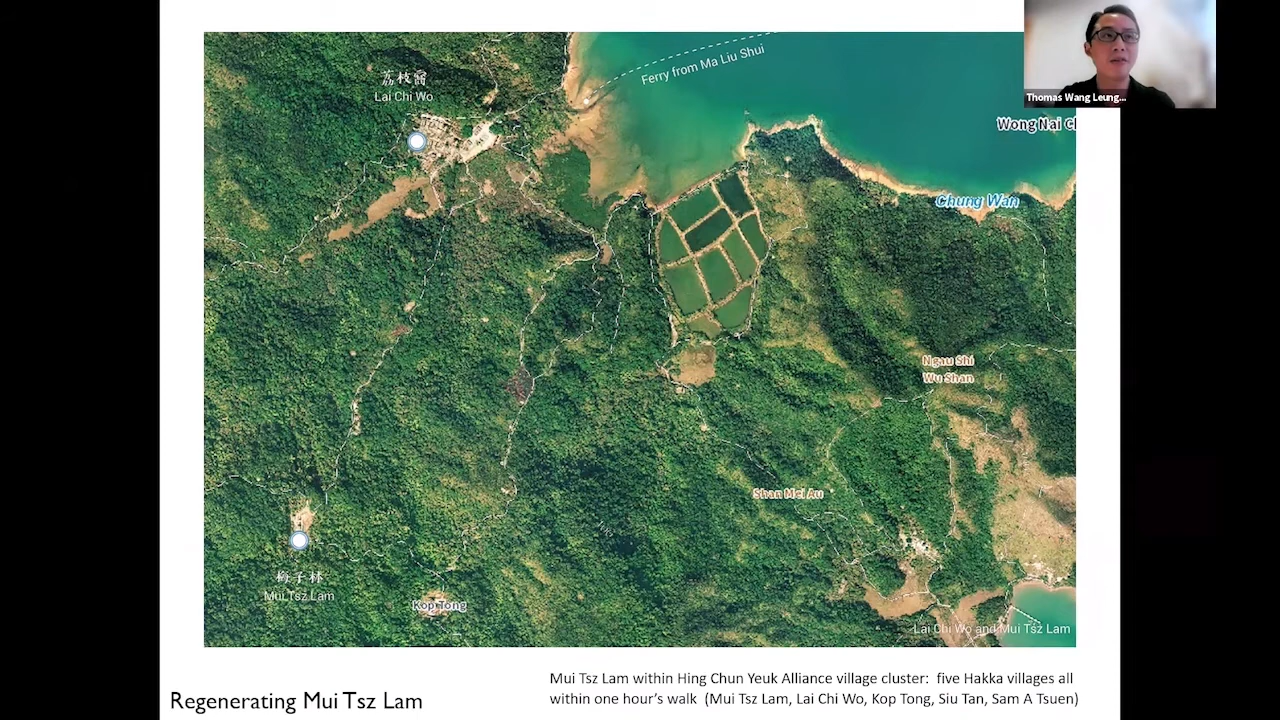 荔枝窩
Lai Chi Wo
Ferry from Ma Liu Shui
Thomas Wang Leung...
Wong Nai C
Chung Wan
Ngau Shi
Wu Shan
Shan Mei Au
梅子林
Mui Tsz Lam
Kop Tong
Lai Chi Wo and Mui Tsz Lam
Mui Tsz Lam within Hing Chun Yeuk Alliance village cluster: five Hakka villages all
within one hour's walk (Mui Tsz Lam, Lai Chi Wo, Kop Tong, Siu Tan, Sam A Tsuen)
Regenerating Mui Tsz Lam